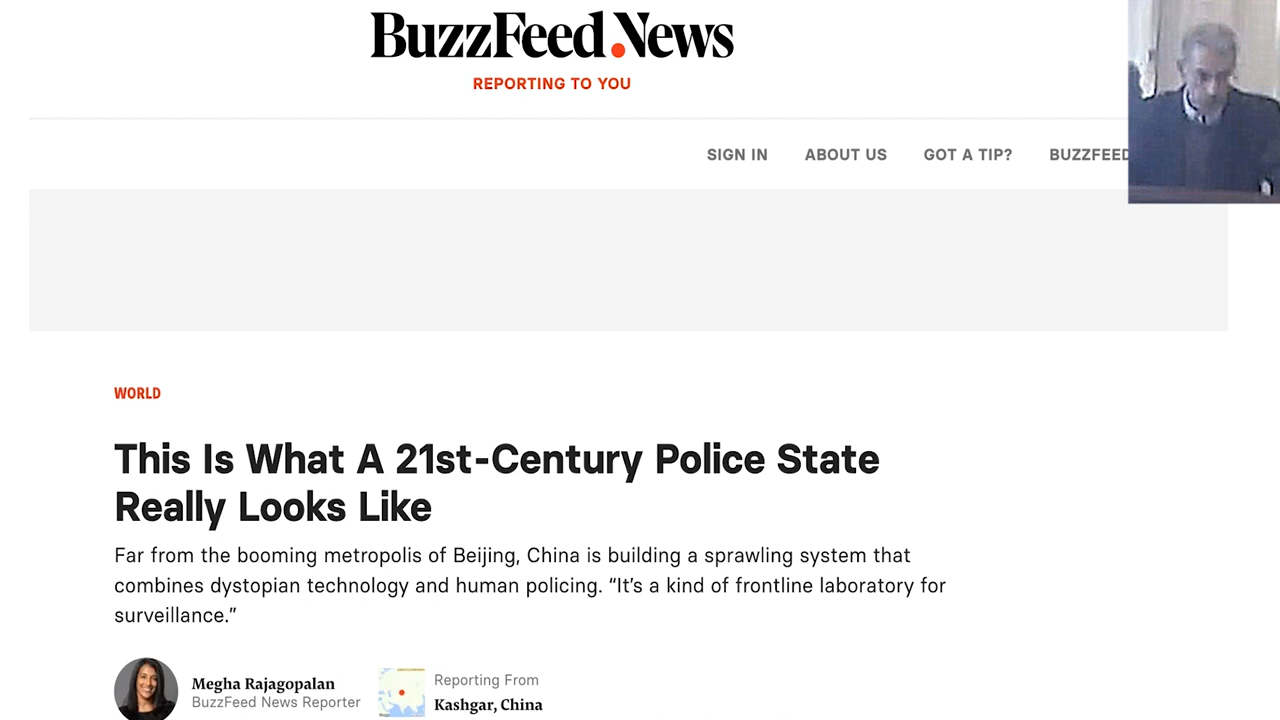 BuzzFeed News
REPORTING TO YOU
SIGN IN ABOUT US GOT A TIP? BUZZFEED
WORLD
This Is What A 21st-Century Police State
Really Looks Like
Far from the booming metropolis of Beijing, China is building a sprawling system that
combines dystopian technology and human policing. “It’s a kind of frontline laboratory for
surveillance.”
Megha Rajagopalan
BuzzFeed News Reporter
Reporting From
Kashgar, China